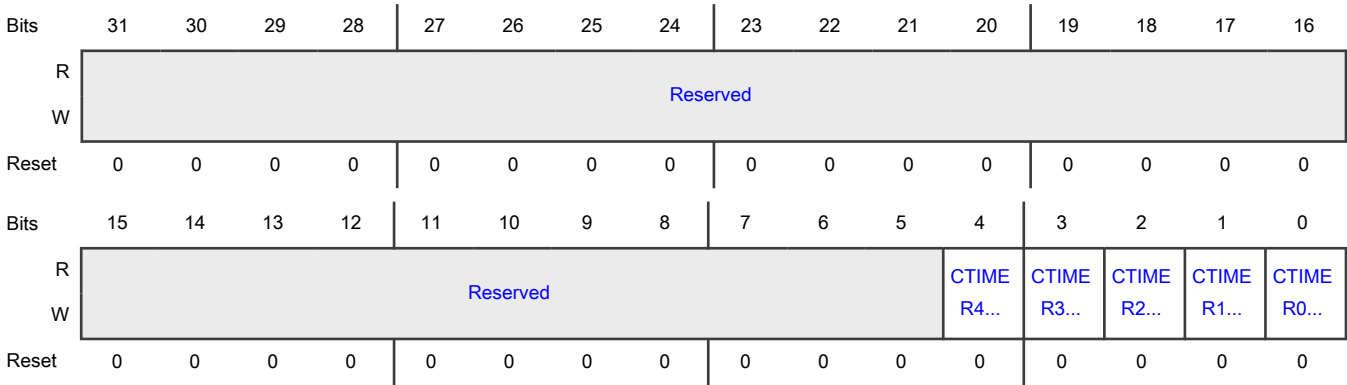 Bits 31 30 29 28 27 26 25 24 23 22 21 20 19 18 17 16
R
Reserved
W
Reset 0 0 0 0 0 0 0 0 0 0 0 0 0 0 0 0
Bits 15 14 13 12 11 10 9 8 7 6 5 4 3 2 1 0
R CTIME CTIME CTIME CTIME CTIME
Reserved
W R4... R3... R2... R1... R0...
Reset 0 0 0 0 0 0 0 0 0 0 0 0 0 0 0 0